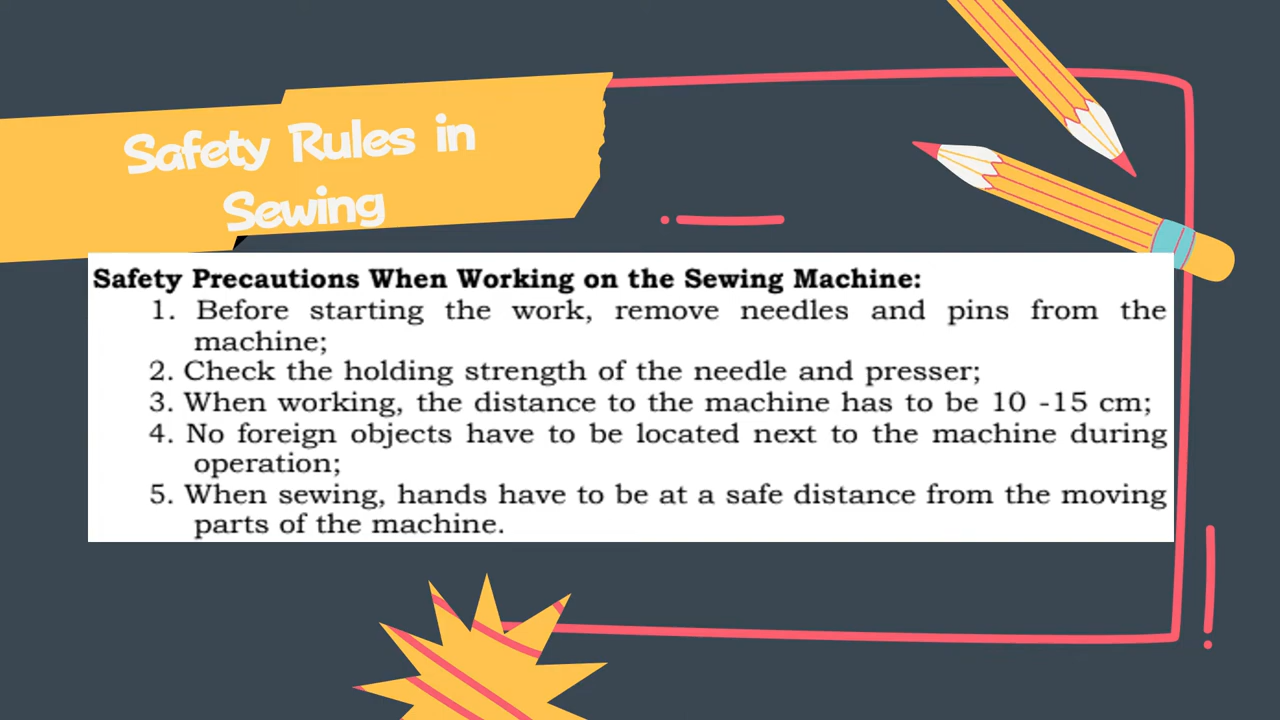 Safety Rules in
Sewing
Safety Precautions When Working on the Sewing Machine:
1. Before starting the work, remove needles and pins from the
machine;
2. Check the holding strength of the needle and presser;
3. When working, the distance to the machine has to be 10 -15 cm;
4. No foreign objects have to be located next to the machine during
operation;
5. When sewing, hands have to be at a safe distance from the moving
parts of the machine.